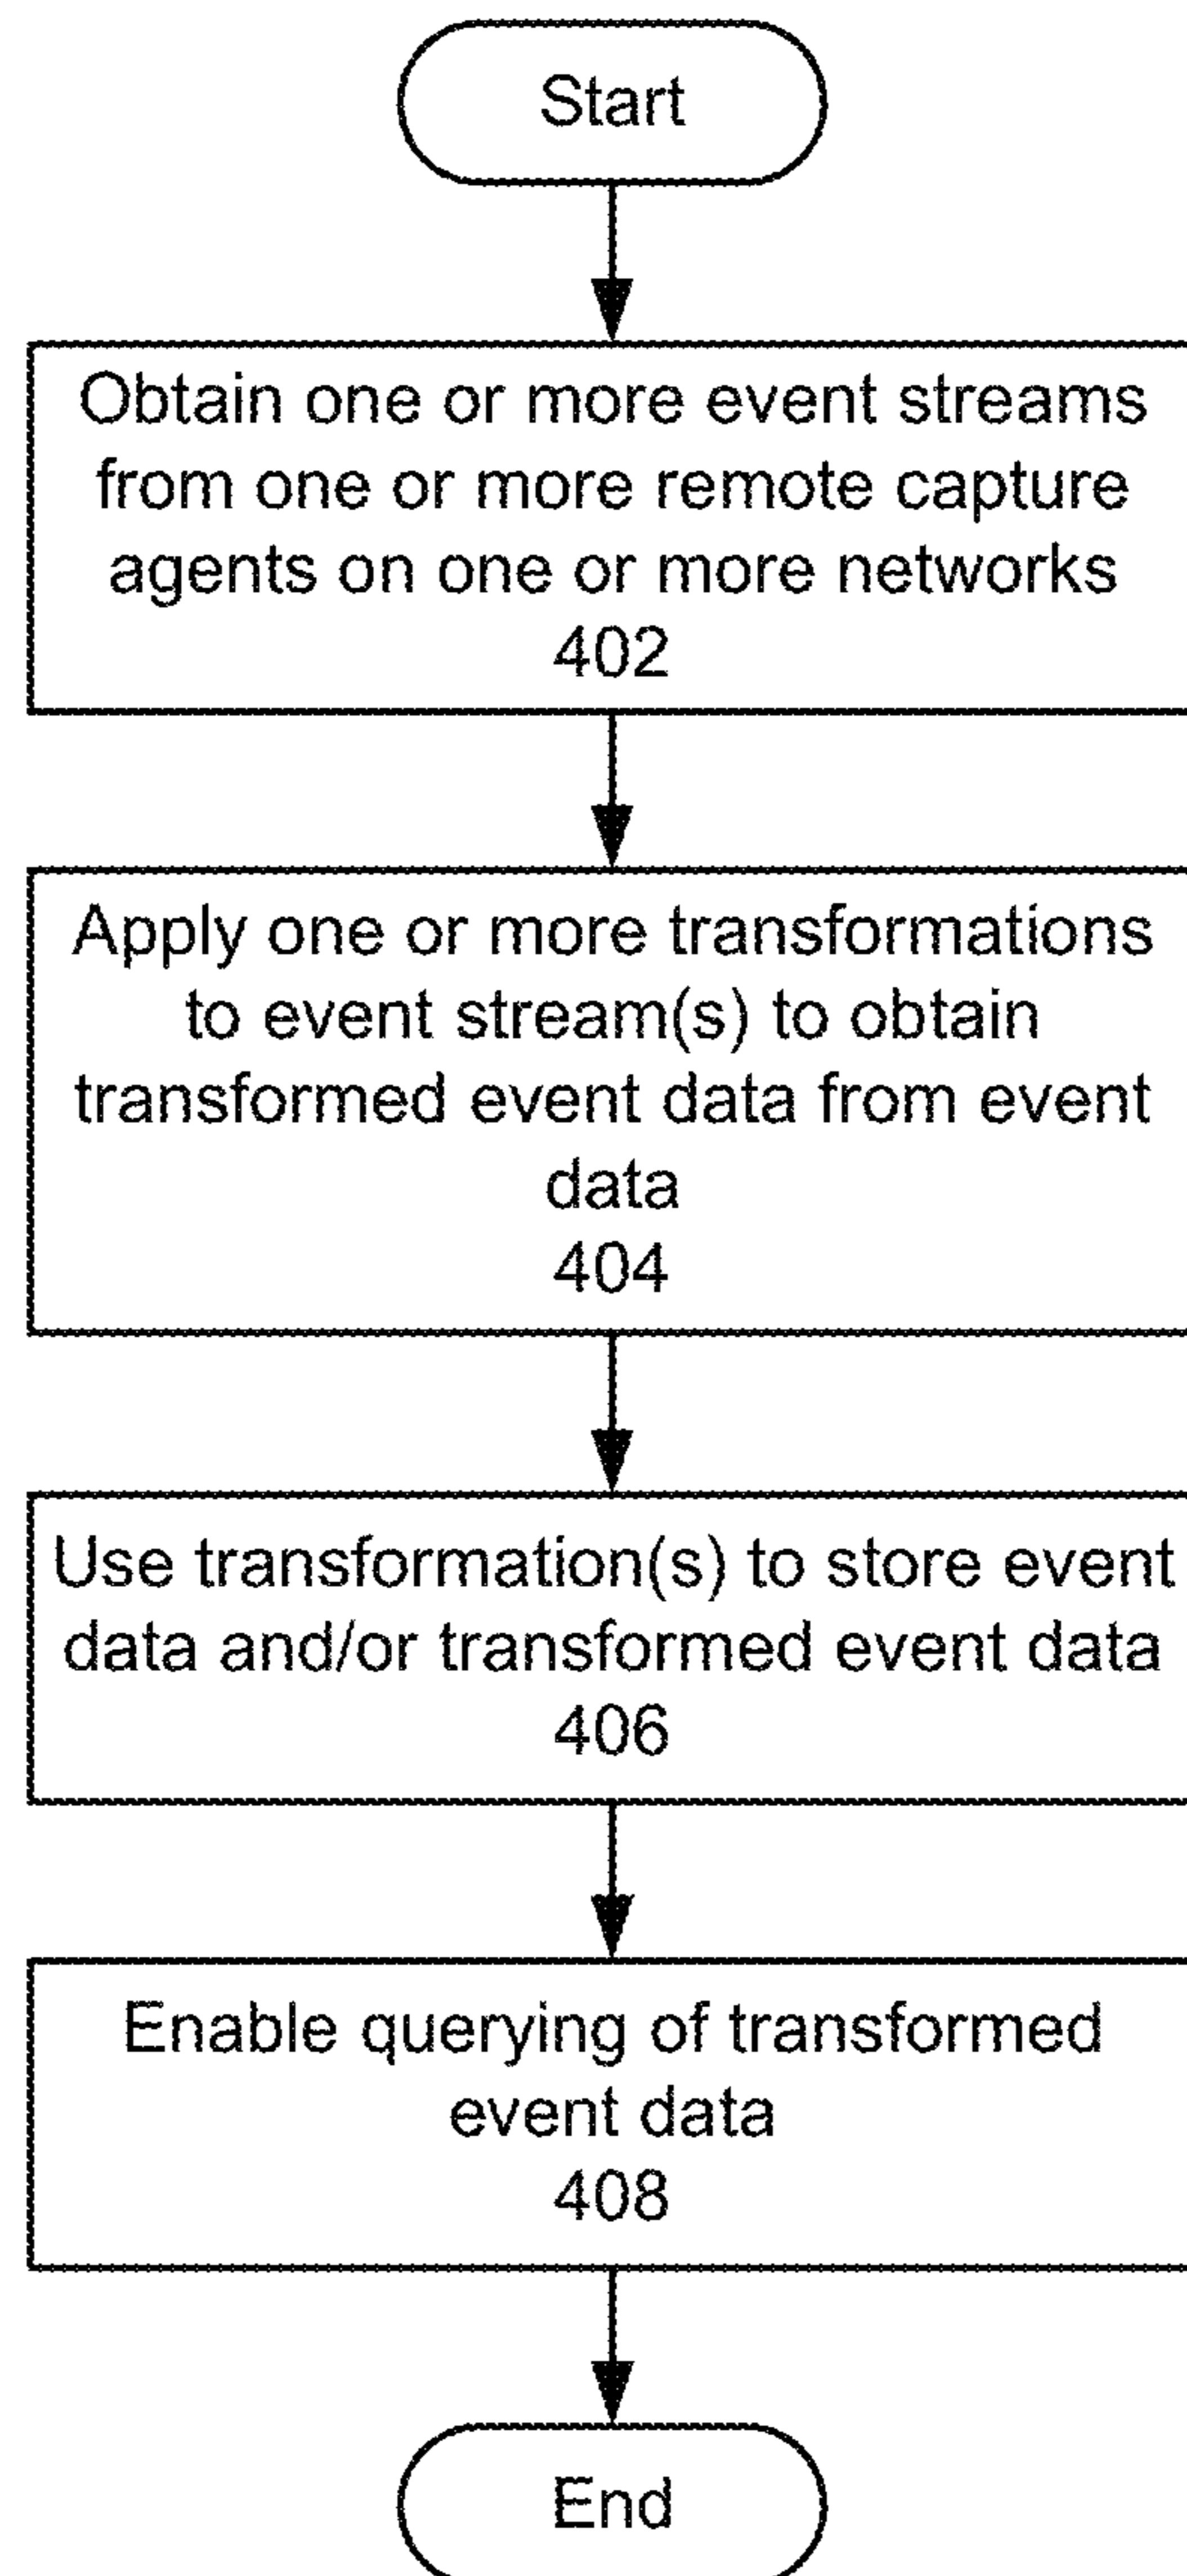 Start
Obtain one or more event streams
from one or more remote capture
agents on one or more networks
402
Apply one or more transformations
to event stream(s) to obtain
transformed event data from event
data
404
Use transformation(s) to store event
data and/or transformed event data
406
Enable querying of transformed
event data
408
End